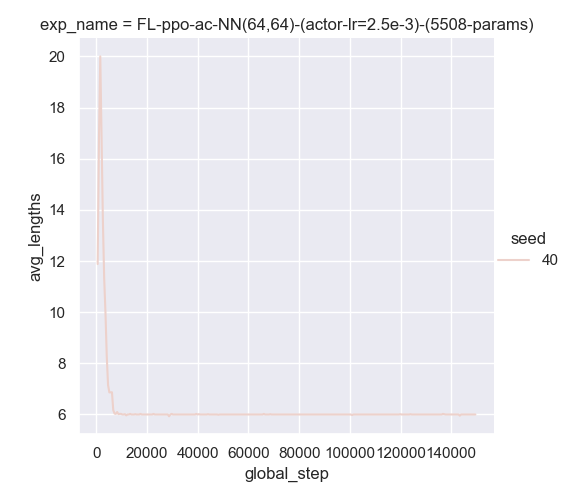 exp_name = FL-ppo-ac-NN(64,64)-(actor-lr=2.5e-3)-(5508-params)
20
18
16
14
12
10
8
6
avg_lengths
0 20000 40000 60000 80000 100000 120000 140000
global_step
seed
40